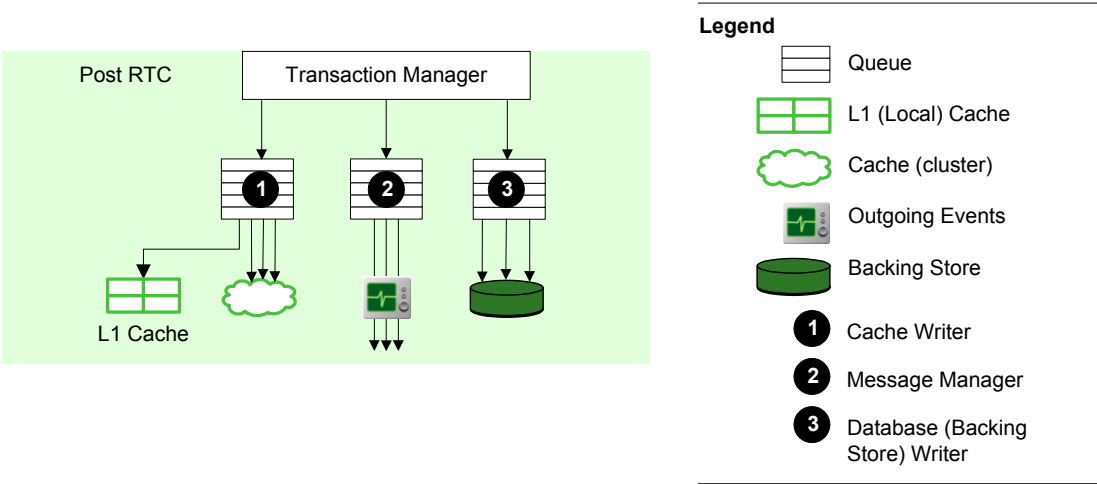 Post RTC
Transaction Manager
1
2
3
L1 Cache
Legend
Queue
L1 (Local) Cache
Cache (cluster)
Outgoing Events
Backing Store
1
Cache Writer
2
Message Manager
3
Database (Backing
Store) Writer